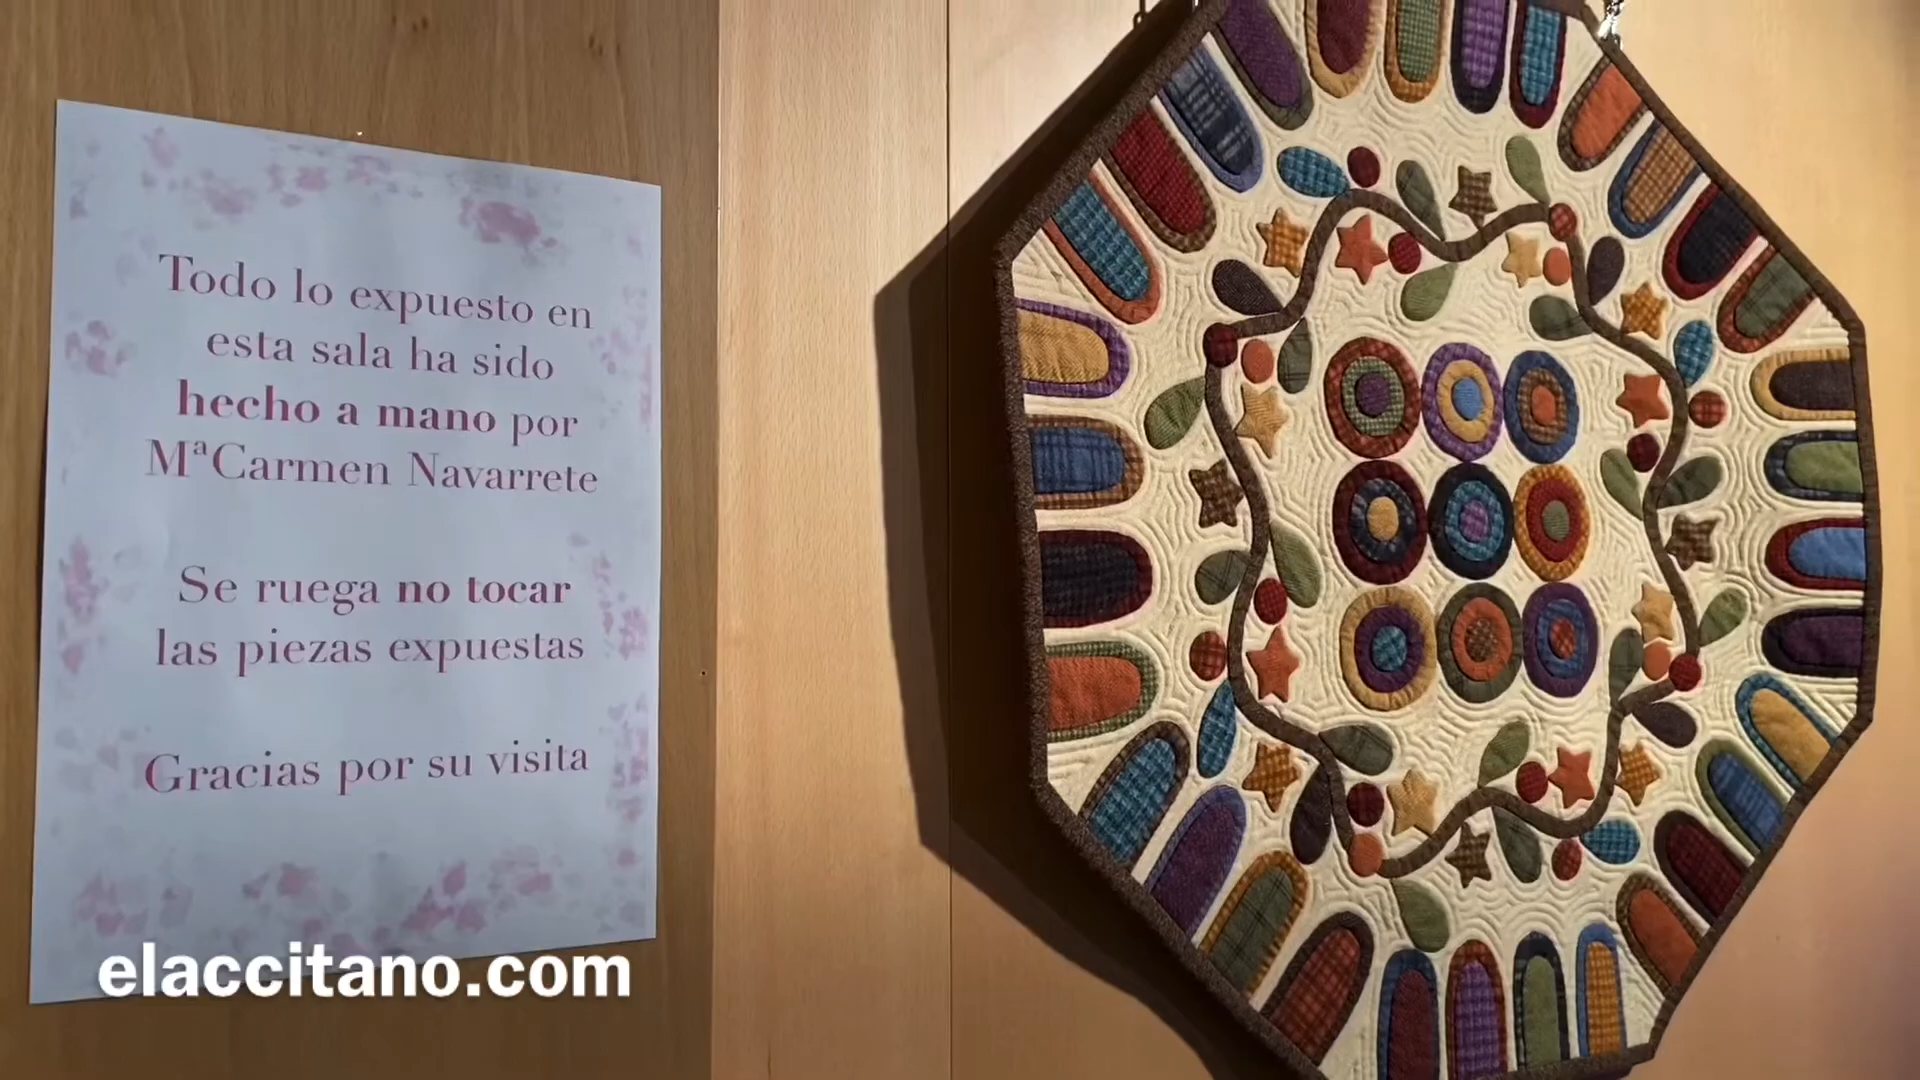 Todo lo expuesto en
esta sala ha sido
hecho a mano por
MªCarmen Navarrete
Se ruega no tocar
las piezas expuestas
Gracias por su visita
elaccitano.com